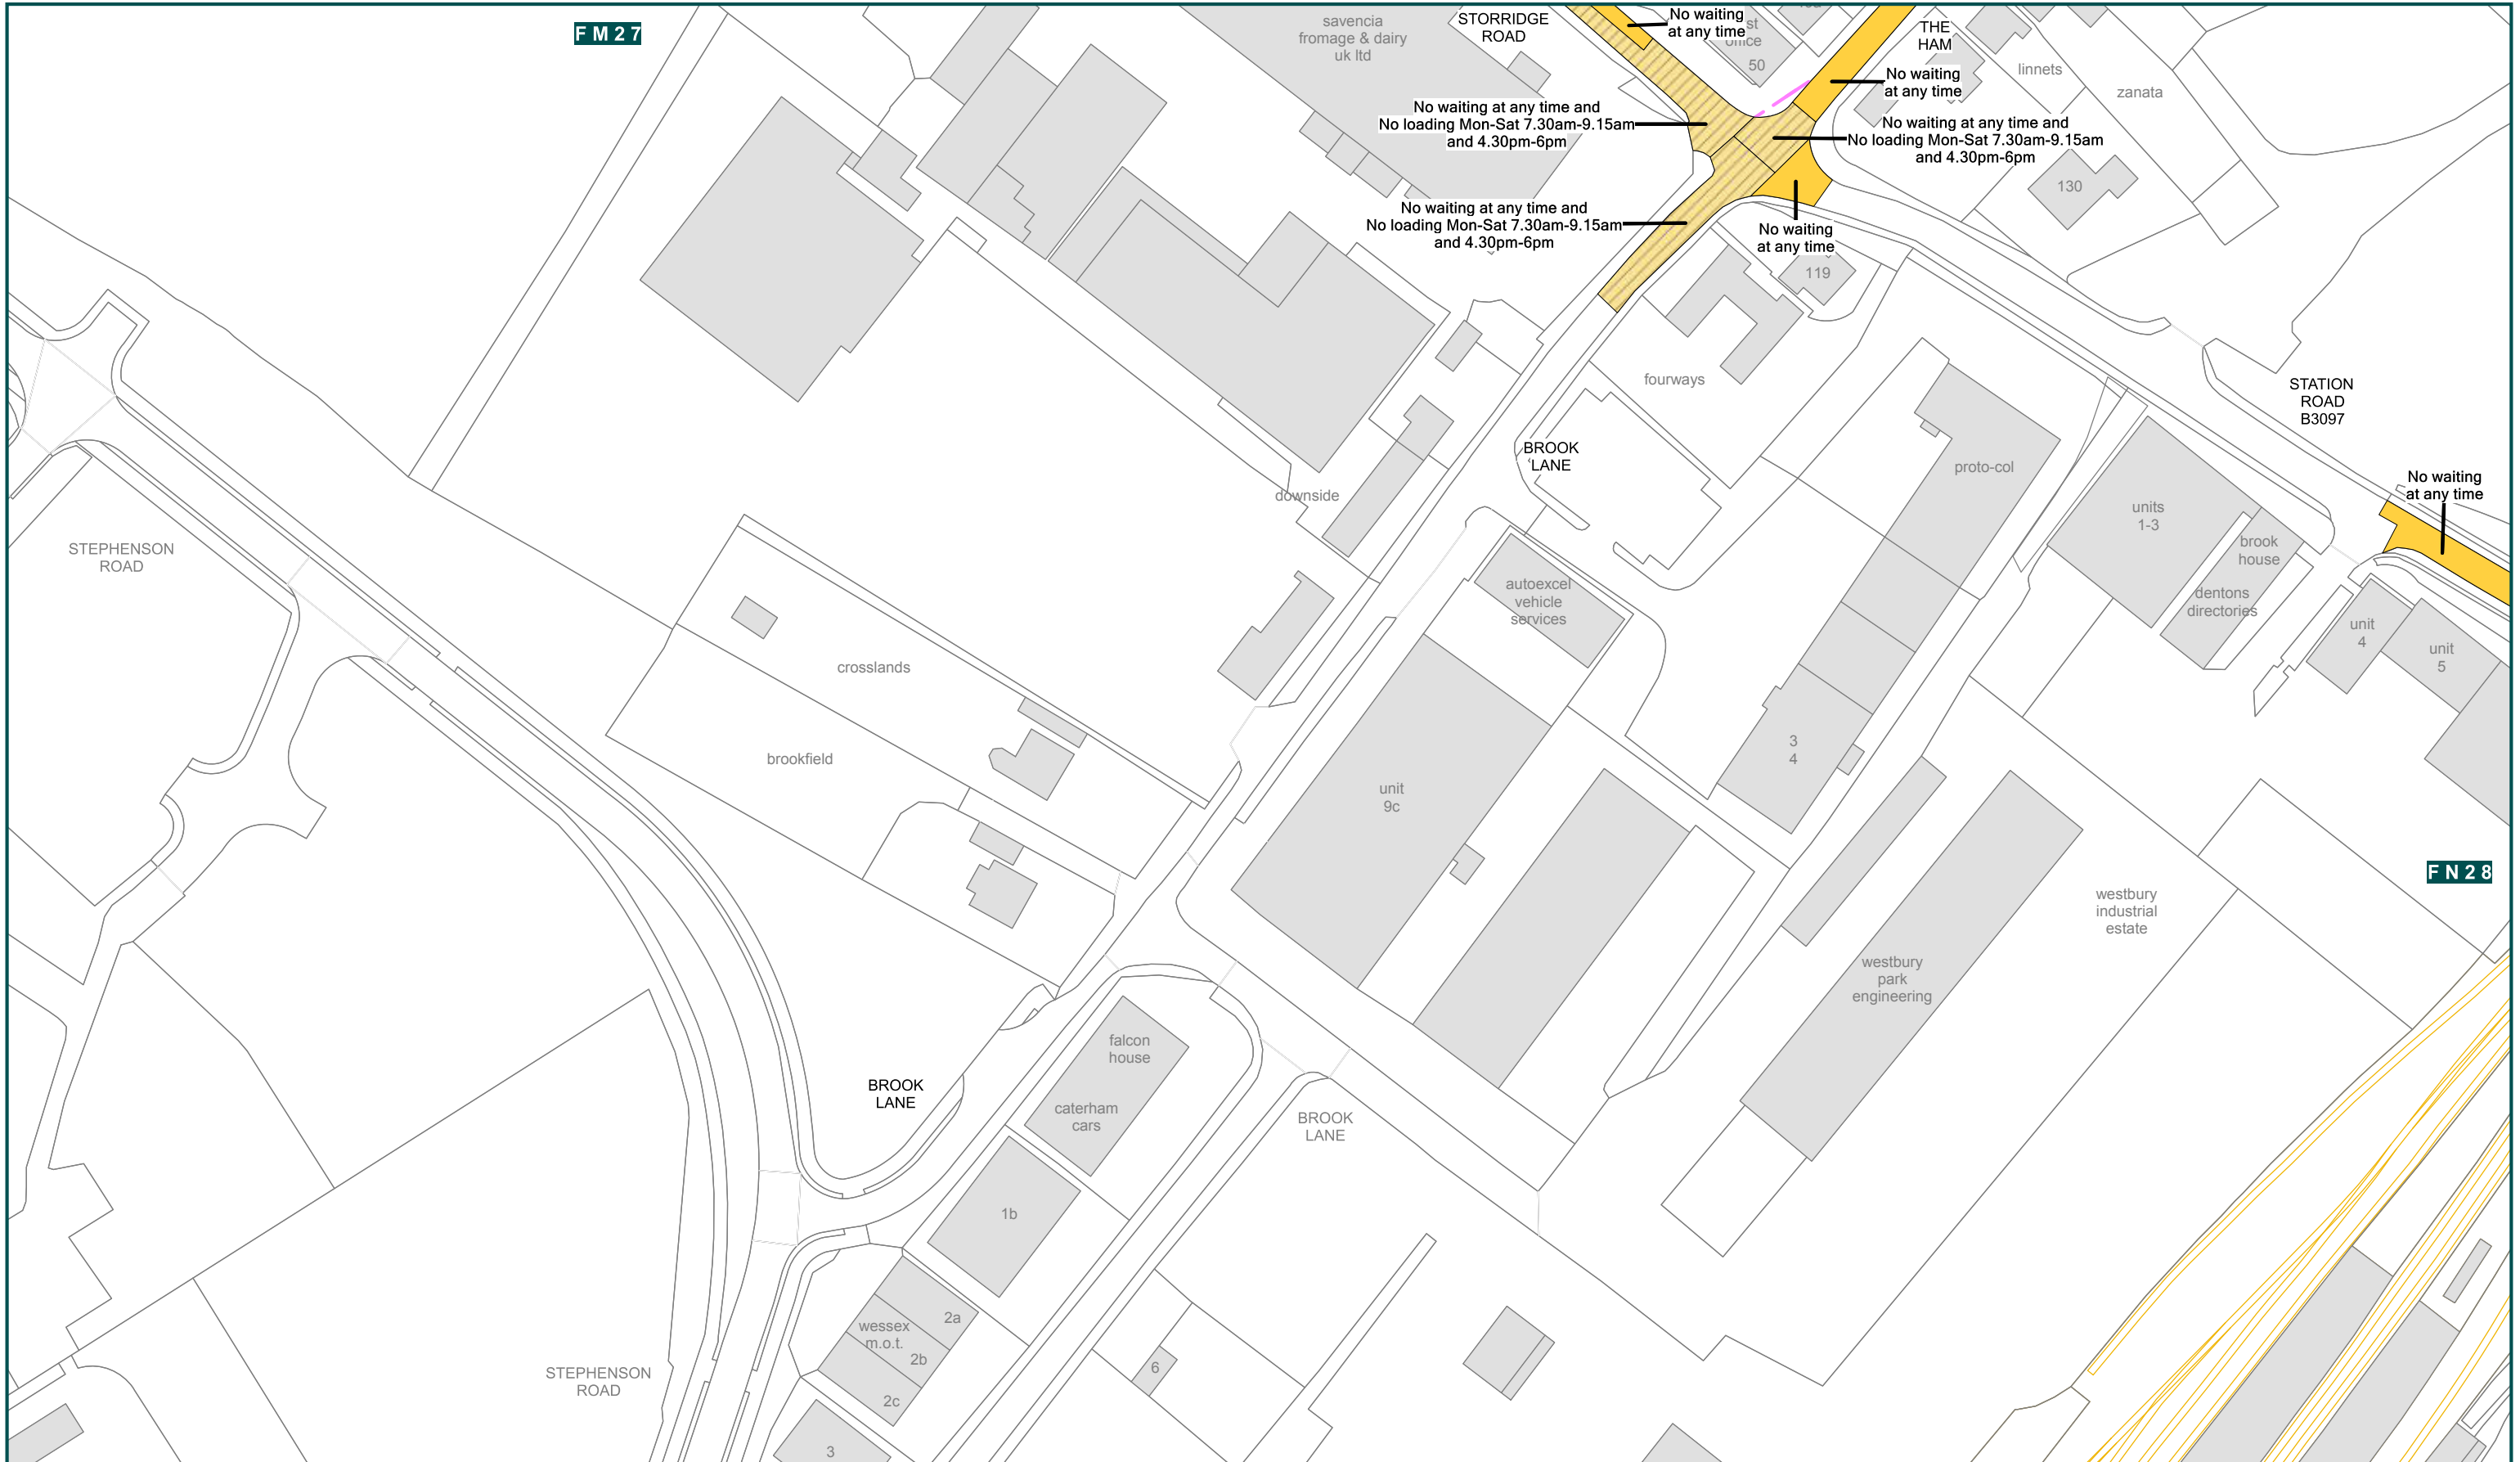 FM27
savencia
fromage & dairy
uk ltd
STORRIDGE
ROAD
No waiting
at any time
office
50
THE
HAM
linnets
zanata
No waiting
at any time
No waiting at any time and
No loading Mon-Sat 7.30am-9.15am
and 4.30pm-6pm
No waiting at any time and
No loading Mon-Sat 7.30am-9.15am
and 4.30pm-6pm
130
No waiting at any time and
No loading Mon-Sat 7.30am-9.15am
and 4.30pm-6pm
No waiting
at any time
119
fourways
STATION
ROAD
B3097
BROOK
LANE
proto-col
downside
No waiting
at any time
units
1-3
brook
house
STEPHENSON
ROAD
autoexcel
vehicle
services
dentons
directories
unit
4
unit
5
crosslands
brookfield
3
4
unit
9c
FN28
westbury
industrial
estate
westbury
park
engineering
falcon
house
BROOK
LANE
caterham
cars
BROOK
LANE
1b
2a
wessex
m.o.t.
2b
6
STEPHENSON
ROAD
2c
3